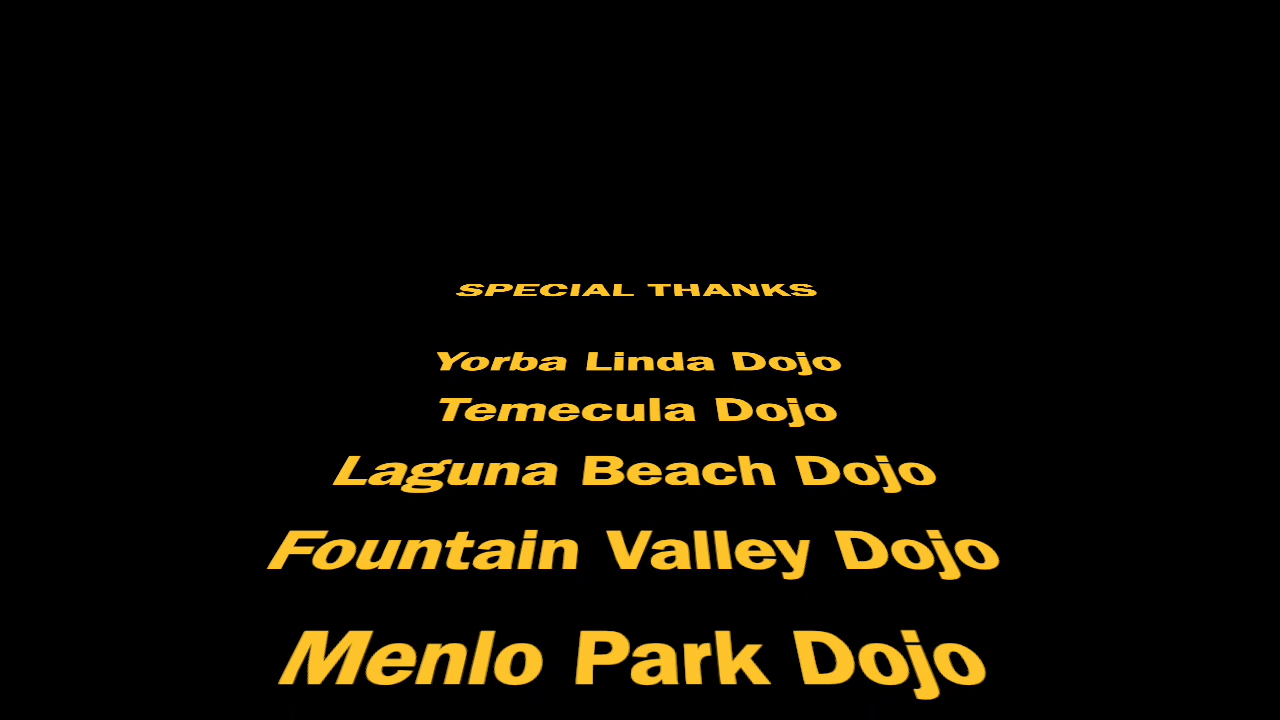 SPECIAL THANKS
Yorba Linda Dojo
Temecula Dojo
Laguna Beach Dojo
Fountain Valley Dojo
Menlo Park Dojo